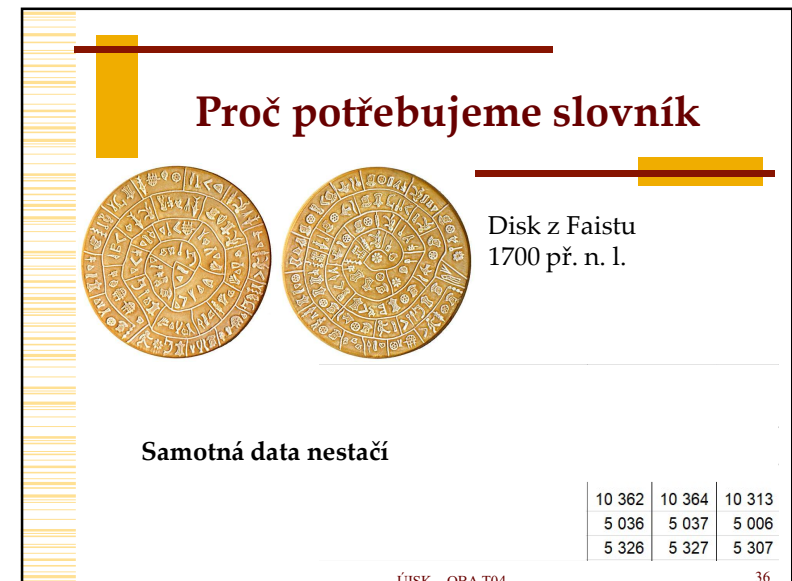 Proč potřebujeme slovník
Disk z Faistu
1700 př. n. l.
Samotná data nestačí
10 362 10 364 10 313
5 036 5 037 5 006
5 326 5 327 5 307
36